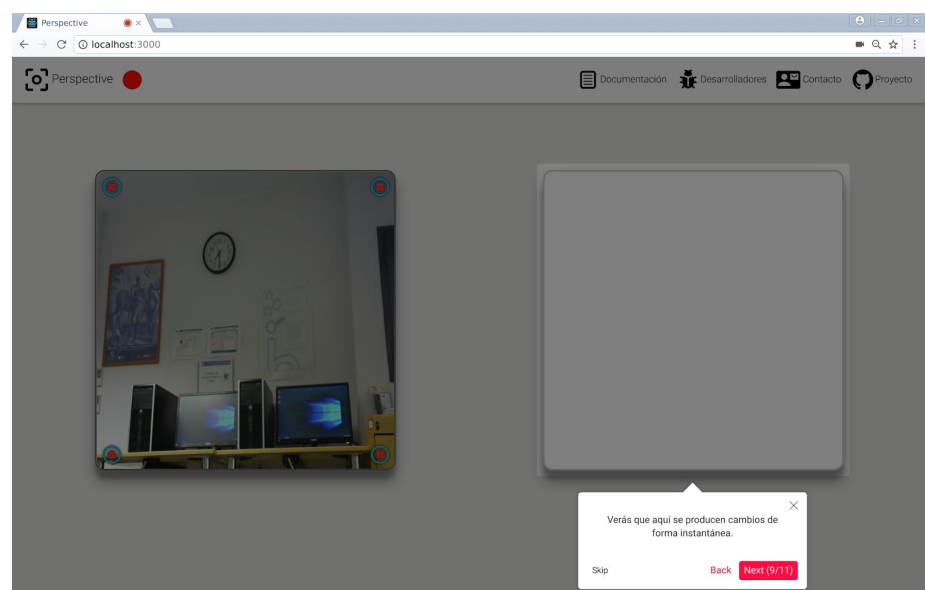 Perspective
localhost:3000
Perspective
Documentación
Desarrolladores
Contacto
Proyecto
Verás que aquí se producen cambios de
forma instantánea.
Skip
Back
Next (9/11)